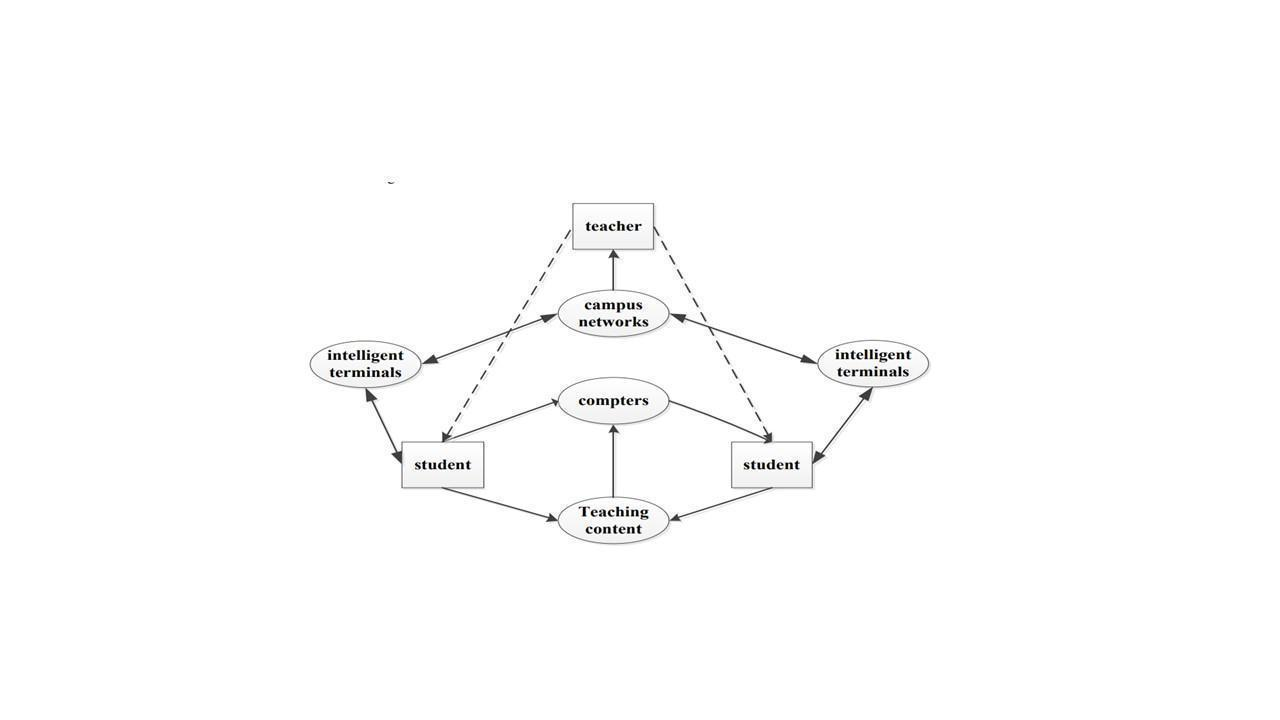 teacher
campus
networks
intelligent
terminals
intelligent
terminals
compters
student
student
Teaching
content